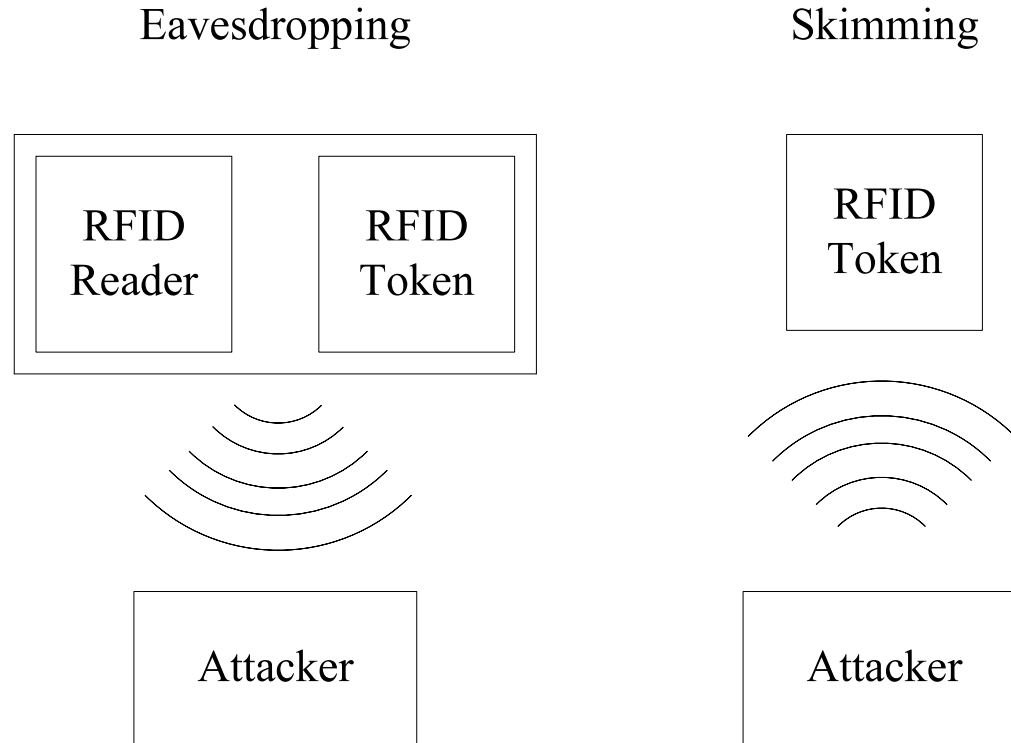 Eavesdropping
RFID
Reader
RFID
Token
Attacker
Skimming
RFID
Token
Attacker